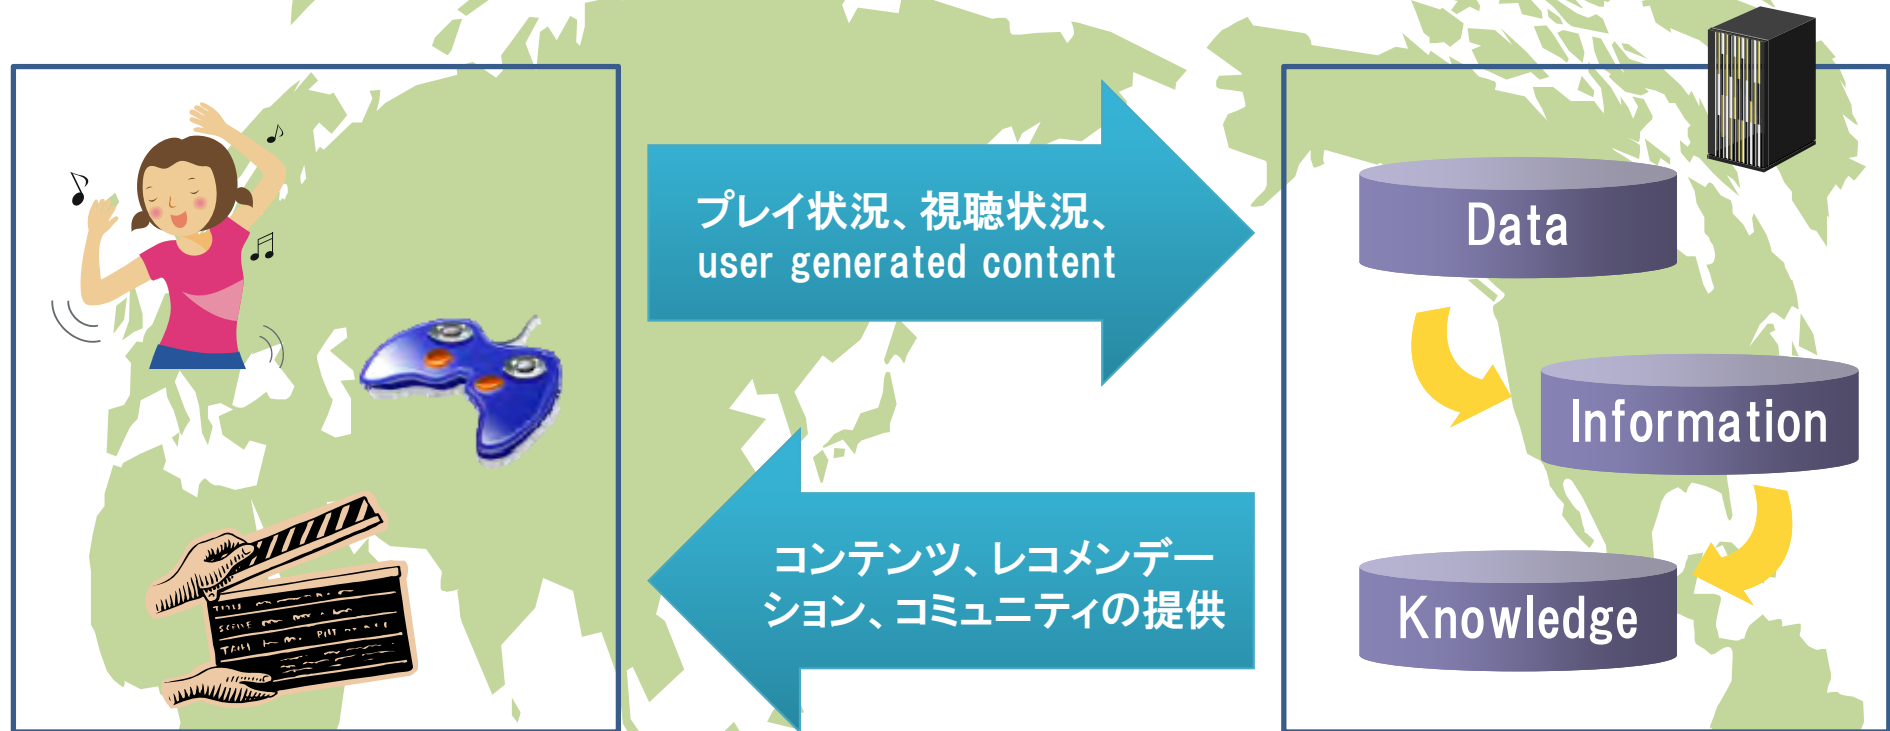 プレイ状況、視聴状況、
user generated content
Data
Information
コンテンツ、レコメンデー
ション、コミュニティの提供
Knowledge